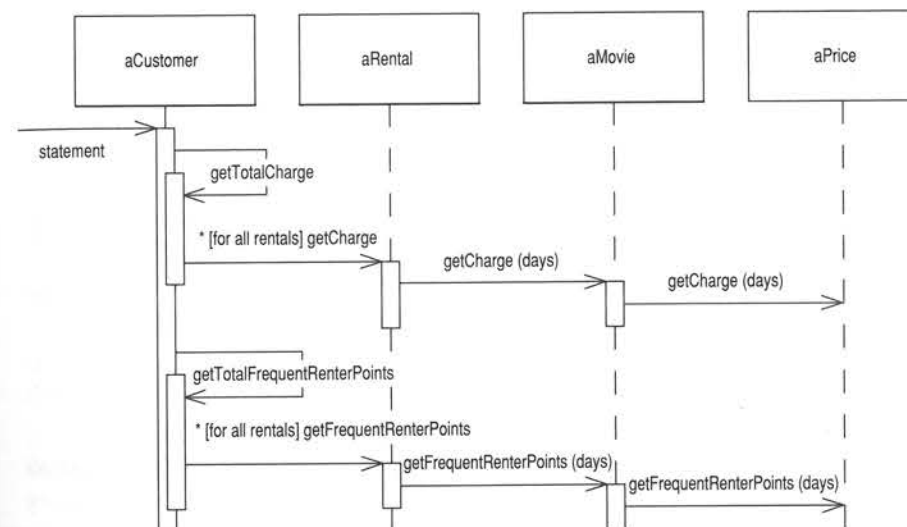 aCustomer
aRental
aMovie
aPrice
statement
getTotalCharge
* [for all rentals] getCharge
getCharge (days)
getCharge (days)
getTotalFrequentRenterPoints
* [for all rentals] getFrequentRenterPoints
getFrequentRenterPoints (days)
getFrequentRenterPoints (days)